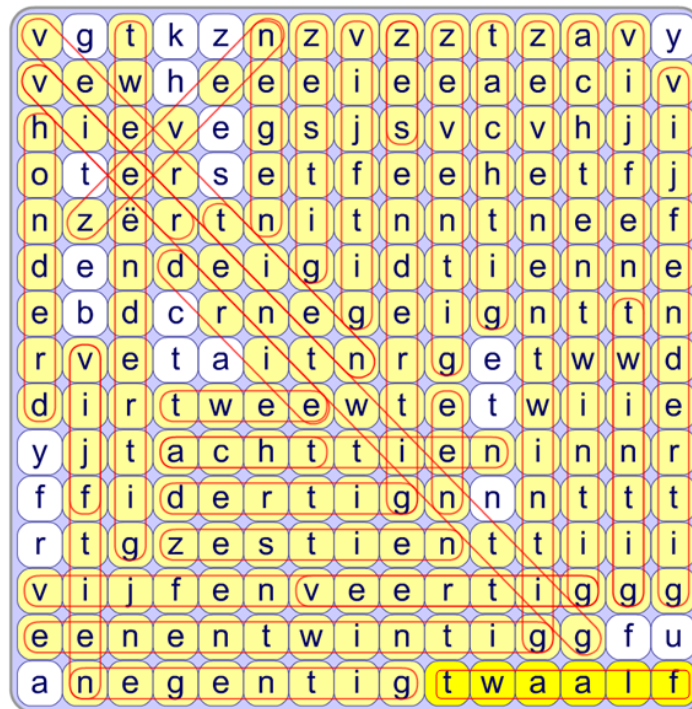 v g t k z n z v z z t z a v y
v e w h e e e i e e a e c i v
h i e v e g s j s v c v h j i
o t e r s e t f e e h e t f j
n z ë r t n i t n n t n e e f
d e n d e i g i d t i e n n e
e b d c r n e g e i g n t t n
r v e t a i t n r g e t w w d
d i r t w e e w t e t w i i e
y j t a c h t t i e n i n n r
f f i d e r t i g n n n t t t
r t g z e s t i e n t t i i i
v i j f e n v e e r t i g g g
e e n e n t w i n t i g g f u
a n e g e n t i g t w a a l f